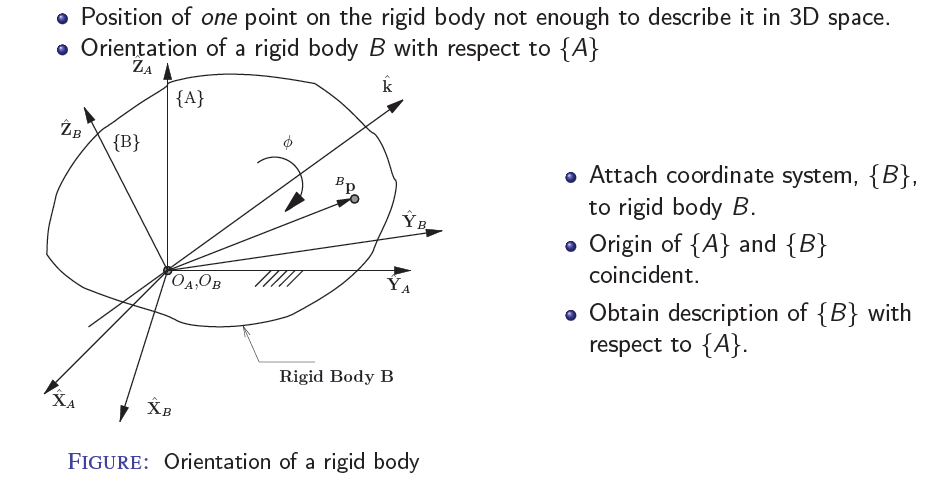 Position of one point on the rigid body not enough to describe it in 3D space.
Orientation of a rigid body B with respect to {A}
Ẑ_A
{A}
k̂
Ẑ_B
{B}
ϕ
ᴮp
Ŷ_B
O_A,O_B
Ŷ_A
Rigid Body B
X̂_A
X̂_B
Attach coordinate system, {B},
to rigid body B.
Origin of {A} and {B}
coincident.
Obtain description of {B} with
respect to {A}.
Figure: Orientation of a rigid body